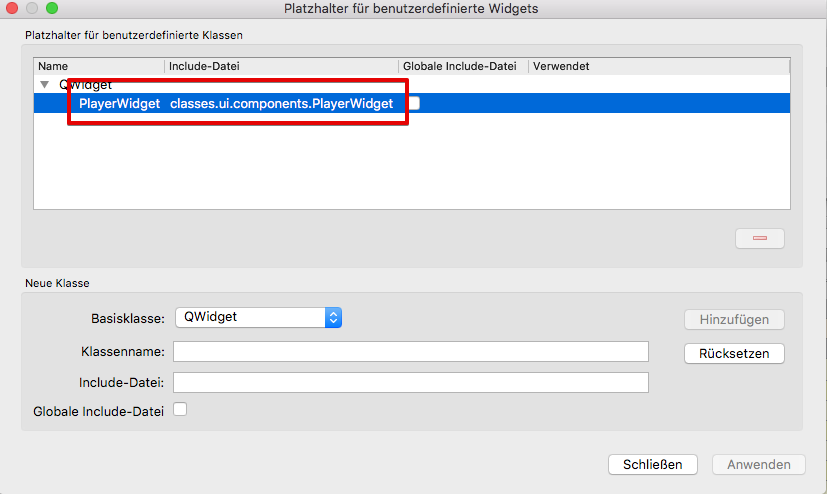 Platzhalter für benutzerdefinierte Widgets
Platzhalter für benutzerdefinierte Klassen
Name Include-Datei Globale Include-Datei Verwendet
QWidget
PlayerWidget classes.ui.components.PlayerWidget
Neue Klasse
Basisklasse: QWidget
Hinzufügen
Klassenname:
Rücksetzen
Include-Datei:
Globale Include-Datei
Schließen Anwenden